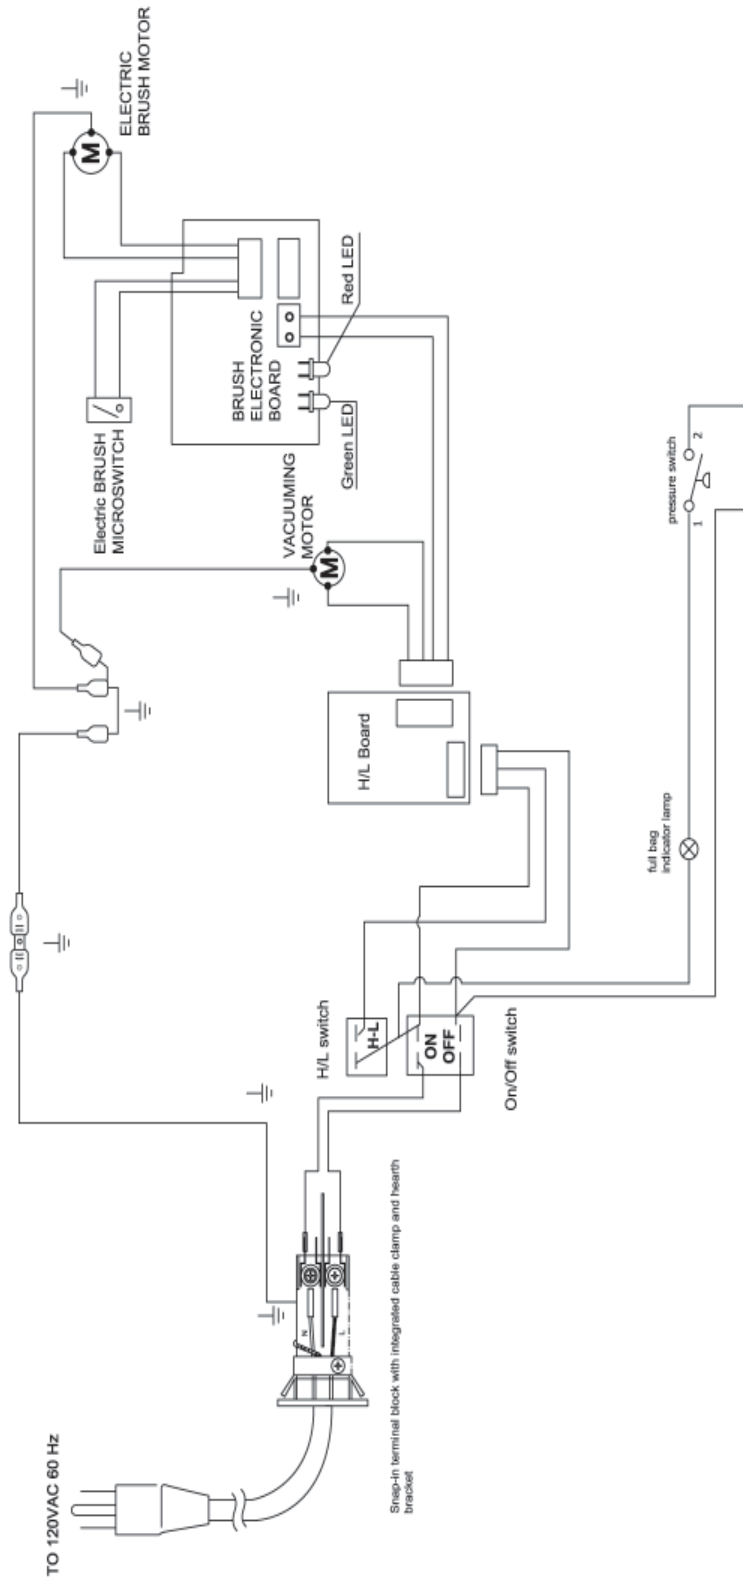 TO 120VAC 60 Hz
Snap-in terminal block with integrated cable clamp and hearth
bracket
N
L
H/L switch
H-L
ON
OFF
On/Off switch
full bag
indicator lamp
H/L Board
VACUUMING
MOTOR
M
Electric BRUSH
MICROSWITCH
BRUSH
ELECTRONIC
BOARD
Green LED
Red LED
pressure switch
1
2
M
ELECTRIC
BRUSH MOTOR